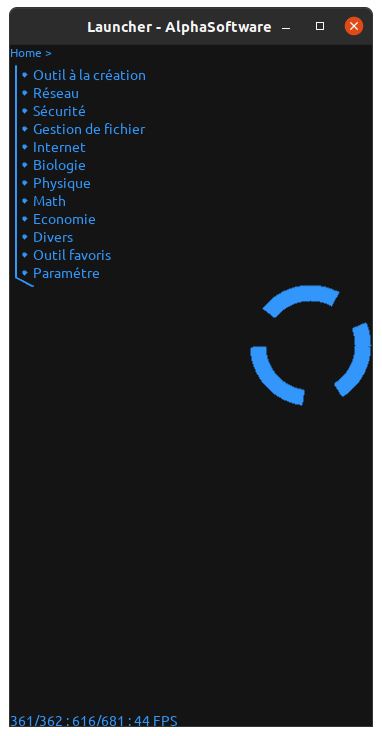 Launcher - AlphaSoftware
Home >
Outil à la création
Réseau
Sécurité
Gestion de fichier
Internet
Biologie
Physique
Math
Economie
Divers
Outil favoris
Paramétre
361/362 : 616/681 : 44 FPS